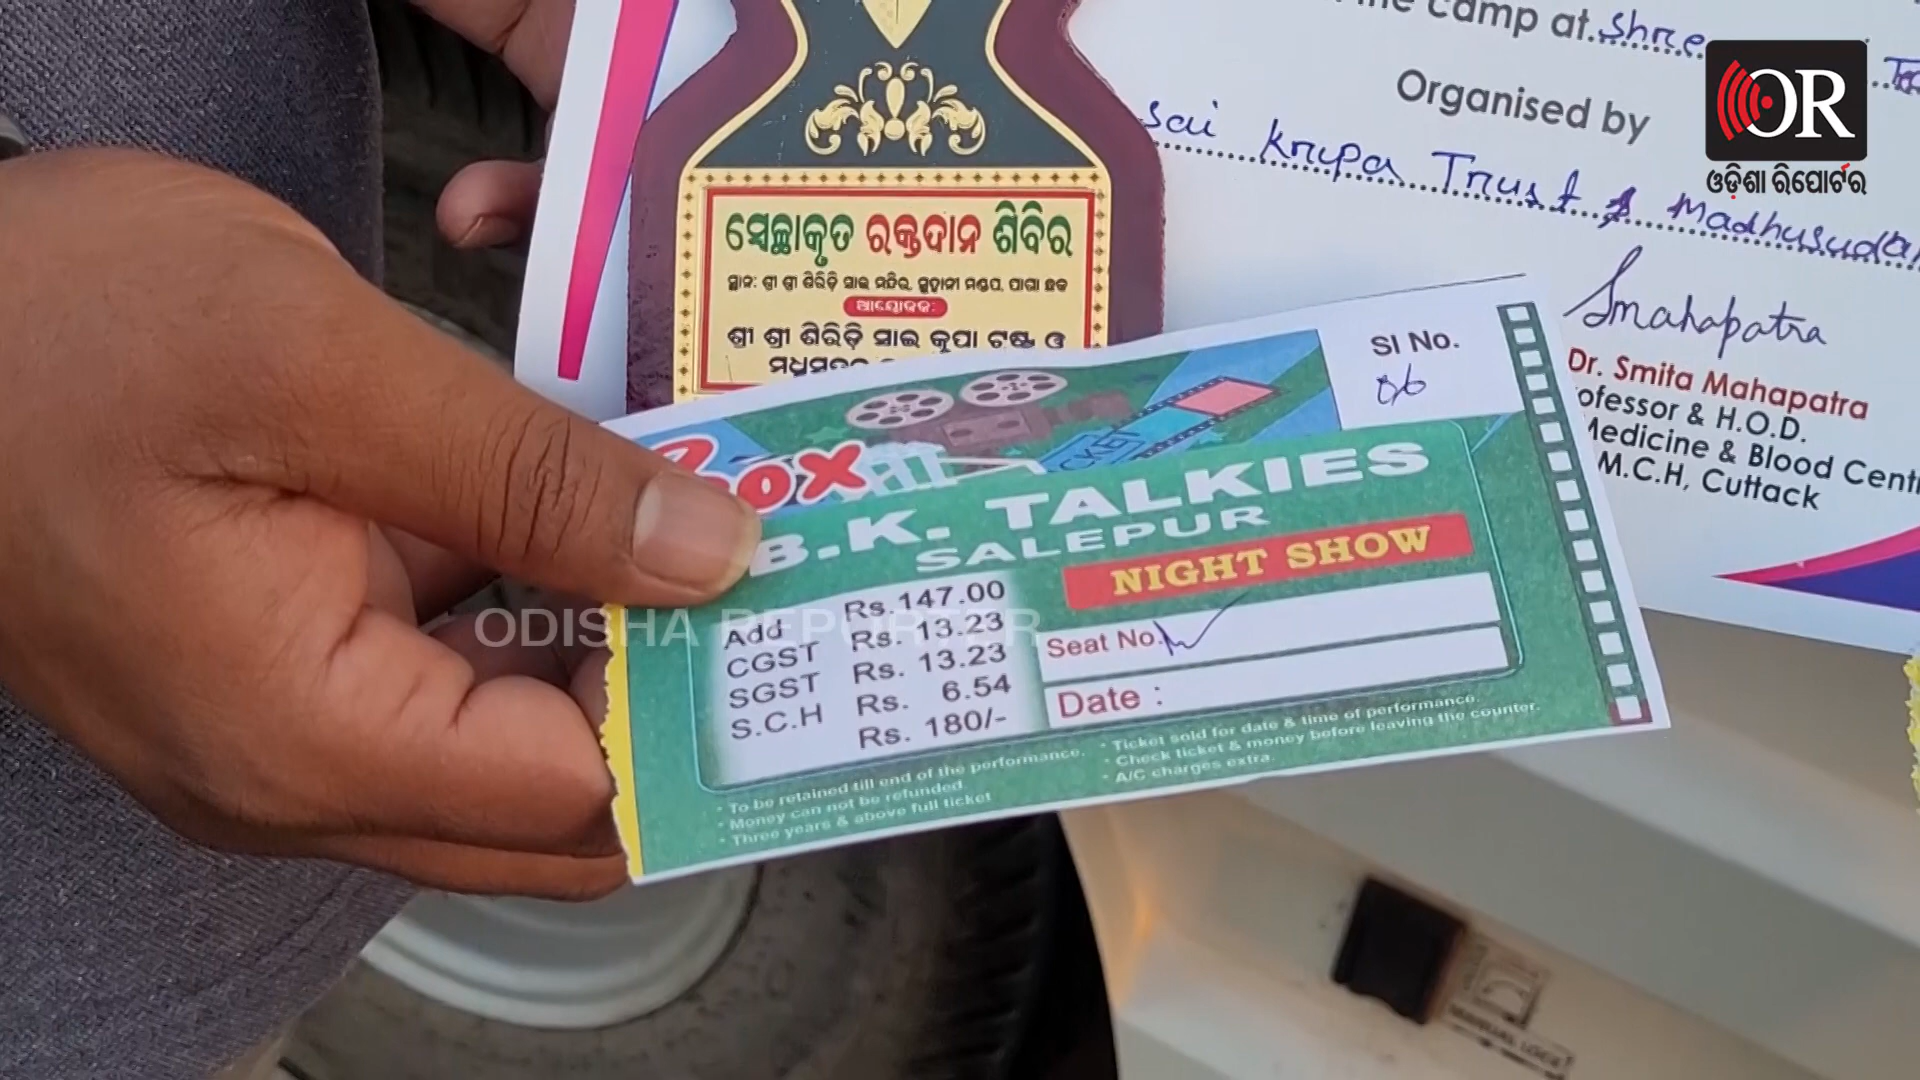 Camp at Shree
Organised by
Sai Krupa Trust & Madhusudan
Smahapatra
Dr. Smita Mahapatra
ofessor & H.O.D.
Medicine & Blood Cent
M.C.H, Cuttack
OR
ଓଡ଼ିଶା ରିପୋର୍ଟର
ସ୍ୱେଚ୍ଛାକୃତ ରକ୍ତଦାନ ଶିବିର
ସ୍ଥାନ: ଶ୍ରୀ ଶ୍ରୀ ଶିରିଡ଼ି ସାଇ ମନ୍ଦିର,
ଆୟୋଜକ:
ଶ୍ରୀ ଶ୍ରୀ ଶିରିଡ଼ି ସାଇ କୃପା ଟ୍ରଷ୍ଟ ଓ
Sl No.
06
Box
B.K. TALKIES
SALEPUR
NIGHT SHOW
Rs.147.00
Add Rs. 13.23
CGST Rs. 13.23
SGST Rs. 6.54
S.C.H Rs. 180/-
Seat No.
Date :
• To be retained till end of the performance.
• Money can not be refunded
• Three years & above full ticket
• Ticket sold for date & time of performance.
• Check ticket & money before leaving the counter.
• A/C charges extra.
ODISHA REPORTER